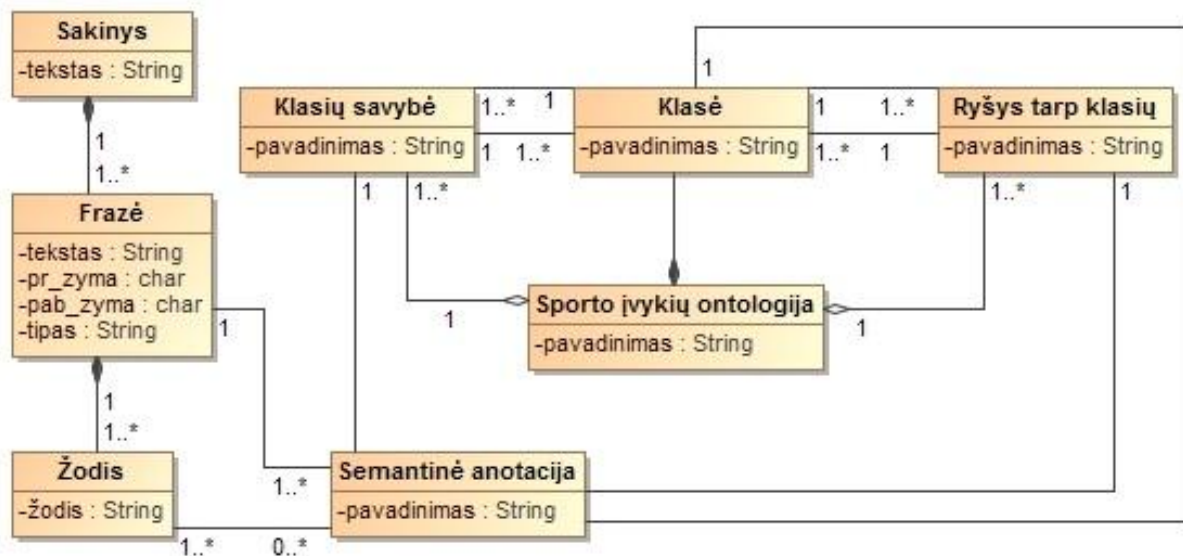 Sakinys
-tekstas : String
1
1..*
Frazė
-tekstas : String
-pr_zyma : char
-pab_zyma : char
-tipas : String
1
1
1..*
Žodis
-žodis : String
1..*
0..*
1..*
Semantinė anotacija
-pavadinimas : String
Klasių savybė
-pavadinimas : String
1..*
1
1
1..*
1
1..*
Klasė
-pavadinimas : String
1
1
1..*
1..*
1
Ryšys tarp klasių
-pavadinimas : String
1..*
1
Sporto įvykių ontologija
-pavadinimas : String
1
1